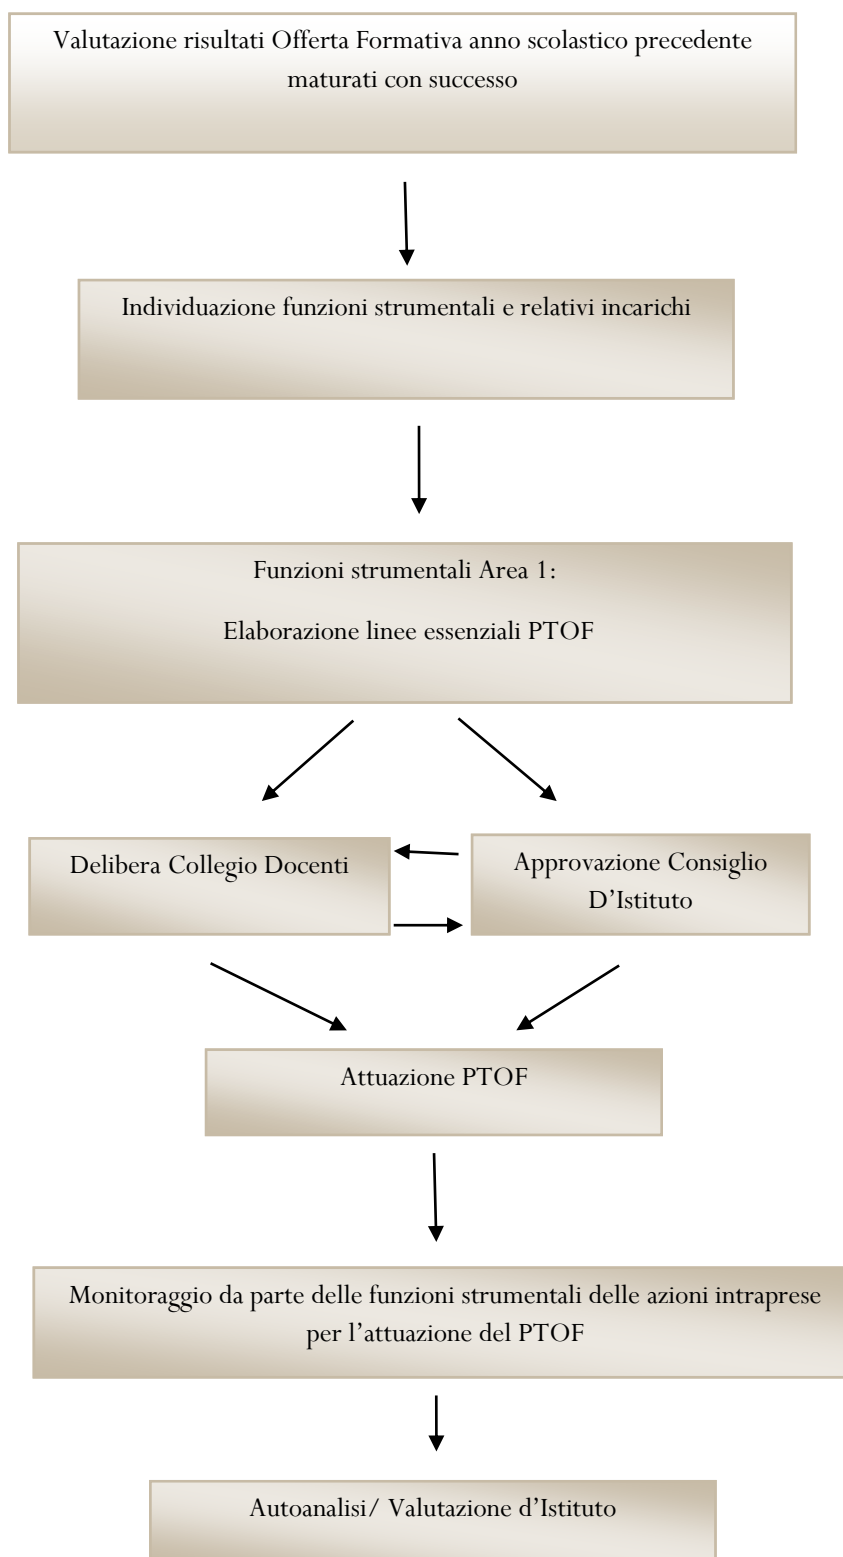 Valutazione risultati Offerta Formativa anno scolastico precedente
maturati con successo
Individuazione funzioni strumentali e relativi incarichi
Funzioni strumentali Area 1:
Elaborazione linee essenziali PTOF
Delibera Collegio Docenti
Approvazione Consiglio
D’Istituto
Attuazione PTOF
Monitoraggio da parte delle funzioni strumentali delle azioni intraprese
per l’attuazione del PTOF
Autoanalisi/ Valutazione d’Istituto